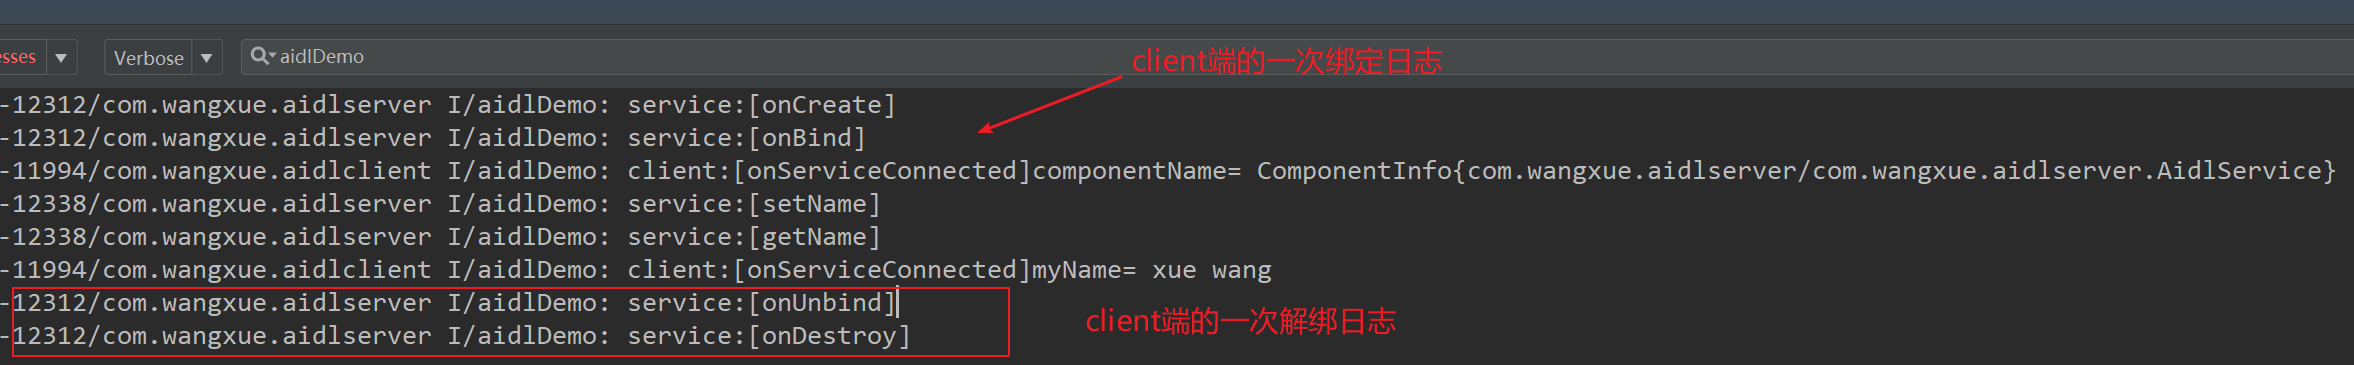 esses Verbose aidlDemo
client端的一次绑定日志
-12312/com.wangxue.aidlserver I/aidlDemo: service:[onCreate]
-12312/com.wangxue.aidlserver I/aidlDemo: service:[onBind]
-11994/com.wangxue.aidlclient I/aidlDemo: client:[onServiceConnected]componentName= ComponentInfo{com.wangxue.aidlserver/com.wangxue.aidlserver.AidlService}
-12338/com.wangxue.aidlserver I/aidlDemo: service:[setName]
-12338/com.wangxue.aidlserver I/aidlDemo: service:[getName]
-11994/com.wangxue.aidlclient I/aidlDemo: client:[onServiceConnected]myName= xue wang
-12312/com.wangxue.aidlserver I/aidlDemo: service:[onUnbind]
client端的一次解绑日志
-12312/com.wangxue.aidlserver I/aidlDemo: service:[onDestroy]